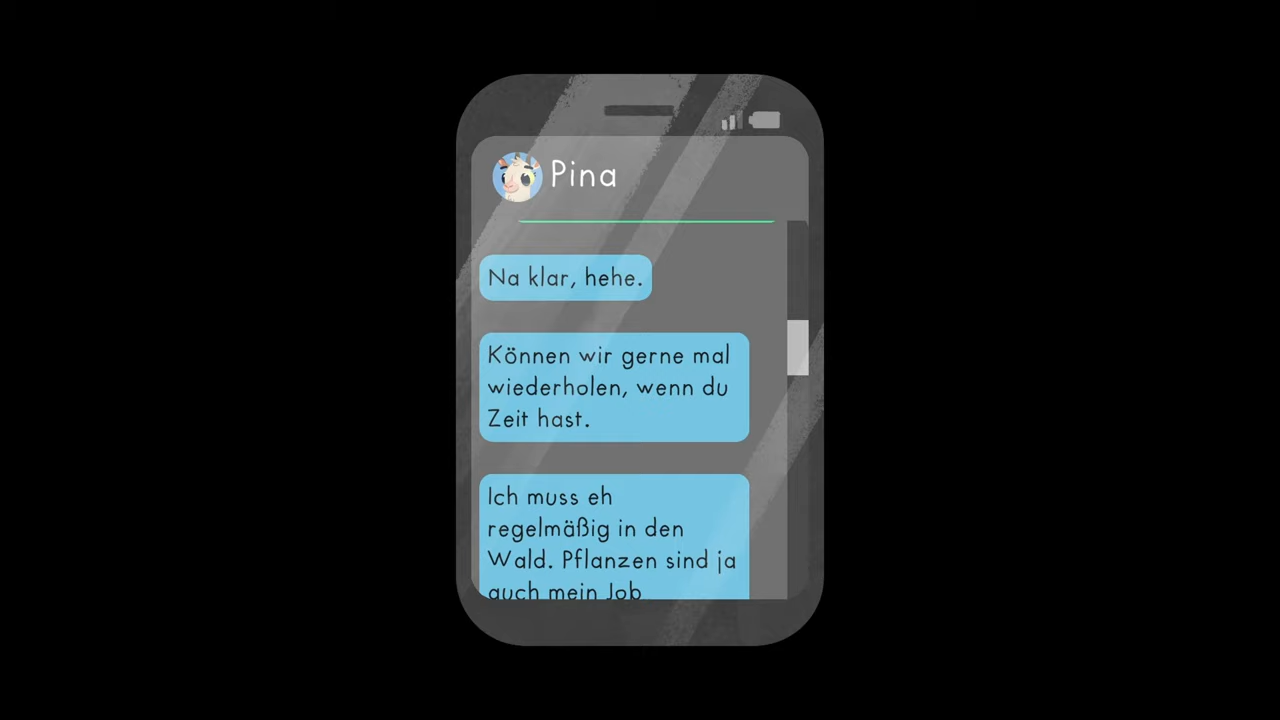 Pina
Na klar, hehe.
Können wir gerne mal
wiederholen, wenn du
Zeit hast.
Ich muss eh
regelmäßig in den
Wald. Pflanzen sind ja
auch mein Job